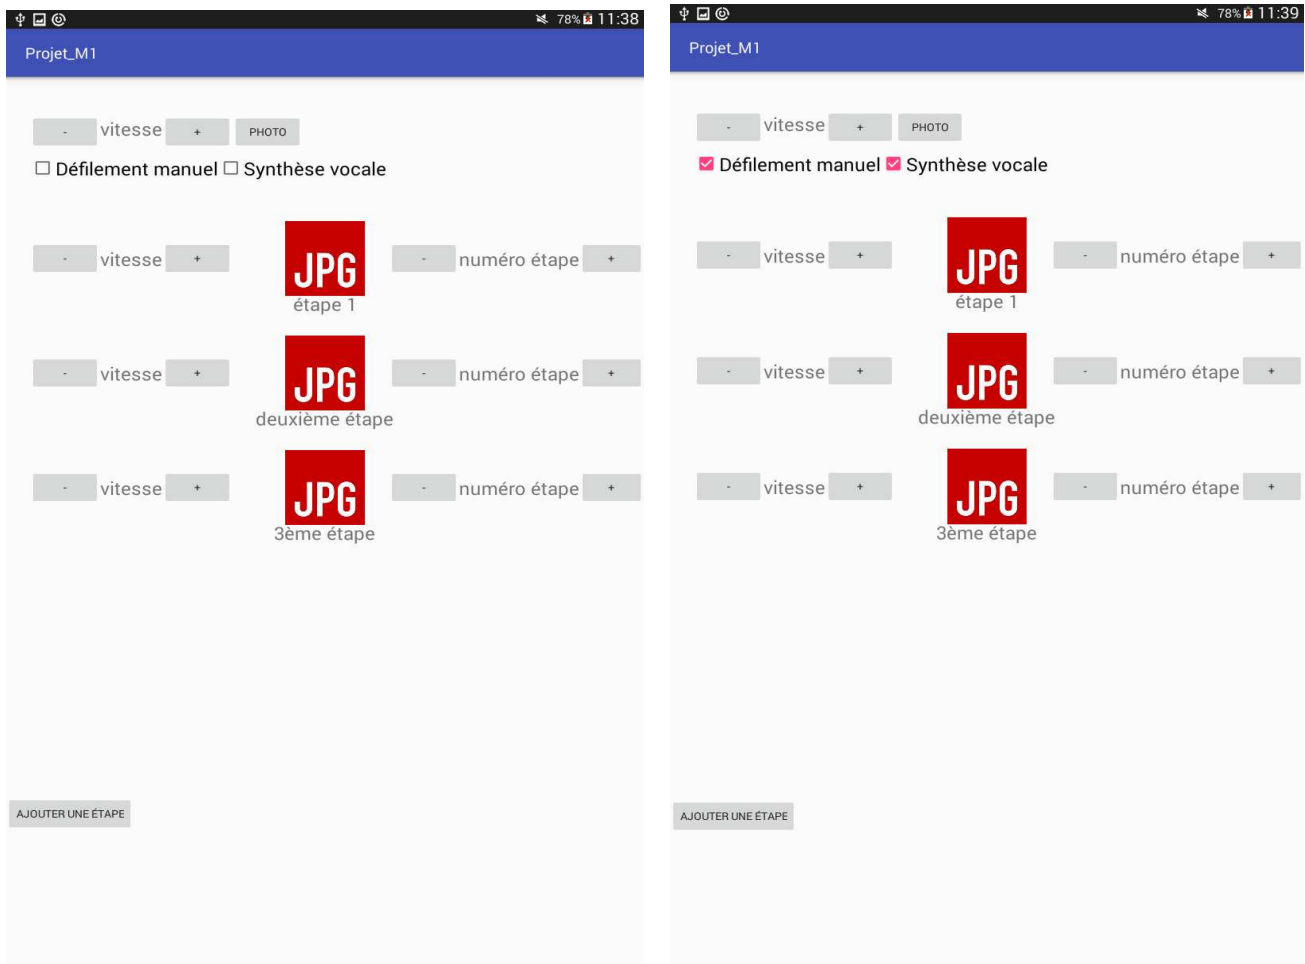 78% 11:38
Projet_M1
- vitesse + PHOTO
Défilement manuel Synthèse vocale
JPG
- vitesse + - numéro étape +
étape 1
JPG
- vitesse + - numéro étape +
deuxième étape
JPG
- vitesse + - numéro étape +
3ème étape
AJOUTER UNE ÉTAPE
78% 11:39
Projet_M1
- vitesse + PHOTO
Défilement manuel Synthèse vocale
JPG
- vitesse + - numéro étape +
étape 1
JPG
- vitesse + - numéro étape +
deuxième étape
JPG
- vitesse + - numéro étape +
3ème étape
AJOUTER UNE ÉTAPE